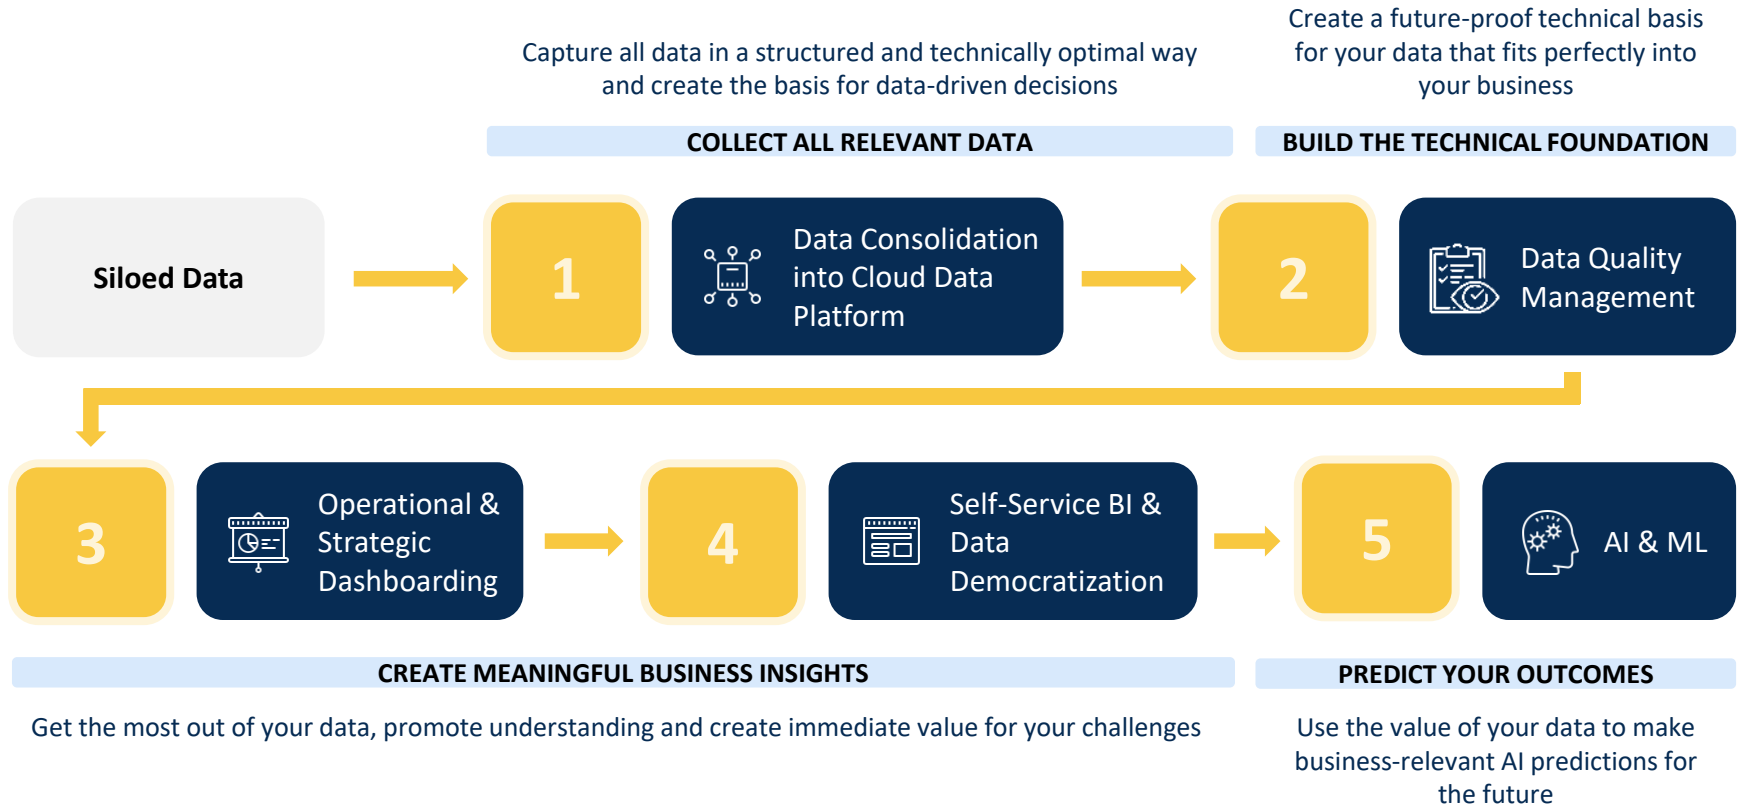 Capture all data in a structured and technically optimal way
and create the basis for data-driven decisions
Create a future-proof technical basis
for your data that fits perfectly into
your business
COLLECT ALL RELEVANT DATA
BUILD THE TECHNICAL FOUNDATION
Siloed Data
1
Data Consolidation
into Cloud Data
Platform
2
Data Quality
Management
3
Operational &
Strategic
Dashboarding
4
Self-Service BI &
Data
Democratization
5
AI & ML
CREATE MEANINGFUL BUSINESS INSIGHTS
PREDICT YOUR OUTCOMES
Get the most out of your data, promote understanding and create immediate value for your challenges
Use the value of your data to make
business-relevant AI predictions for
the future